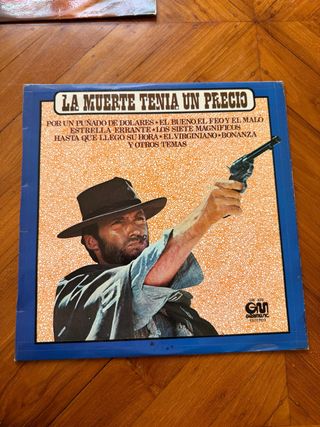 LA MUERTE TENIA UN PRECIO
POR UN PUÑADO DE DOLARES • EL BUENO EL FEO Y EL MALO
ESTRELLA ERRANTE • LOS SIETE MAGNIFICOS
HASTA QUE LLEGO SU HORA • EL VIRGINIANO • BONANZA
Y OTROS TEMAS
GM
GRAMUSIC